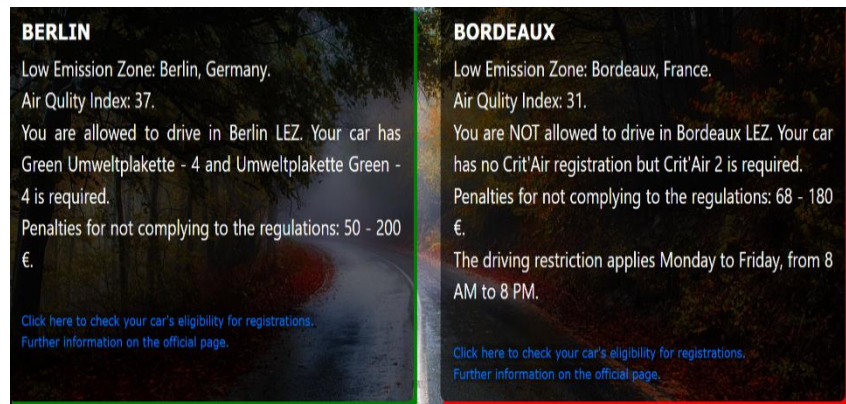 BERLIN
Low Emission Zone: Berlin, Germany.
Air Qulity Index: 37.
You are allowed to drive in Berlin LEZ. Your car has
Green Umweltplakette - 4 and Umweltplakette Green -
4 is required.
Penalties for not complying to the regulations: 50 - 200
€.
Click here to check your car's eligibility for registrations.
Further information on the official page.
BORDEAUX
Low Emission Zone: Bordeaux, France.
Air Qulity Index: 31.
You are NOT allowed to drive in Bordeaux LEZ. Your car
has no Crit'Air registration but Crit'Air 2 is required.
Penalties for not complying to the regulations: 68 - 180
€.
The driving restriction applies Monday to Friday, from 8
AM to 8 PM.
Click here to check your car's eligibility for registrations.
Further information on the official page.